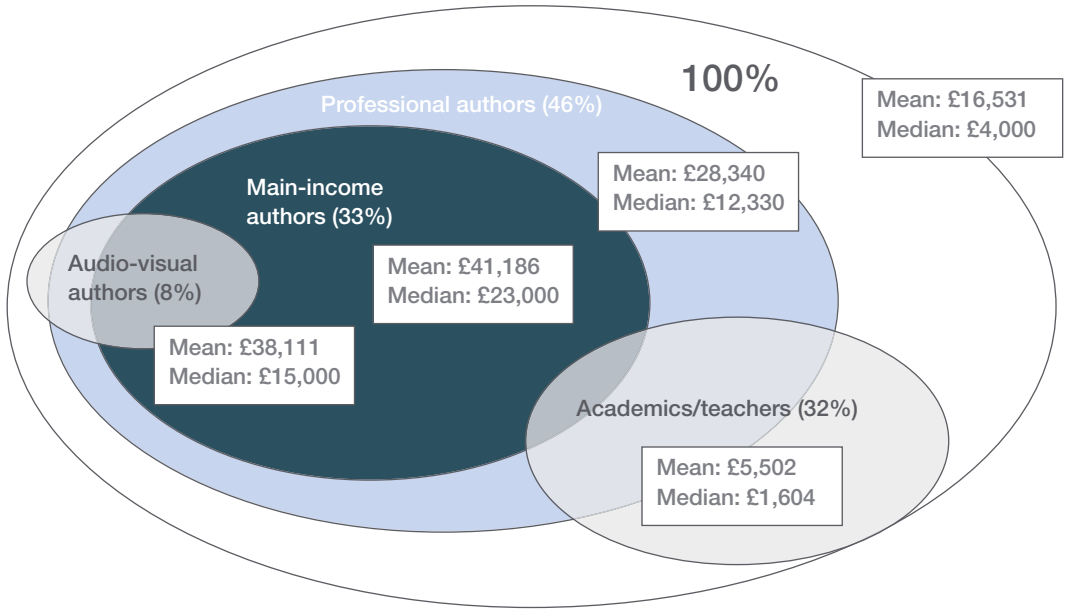 100%
Mean: £16,531
Median: £4,000
Professional authors (46%)
Mean: £28,340
Median: £12,330
Main-income
authors (33%)
Mean: £41,186
Median: £23,000
Audio-visual
authors (8%)
Mean: £38,111
Median: £15,000
Academics/teachers (32%)
Mean: £5,502
Median: £1,604